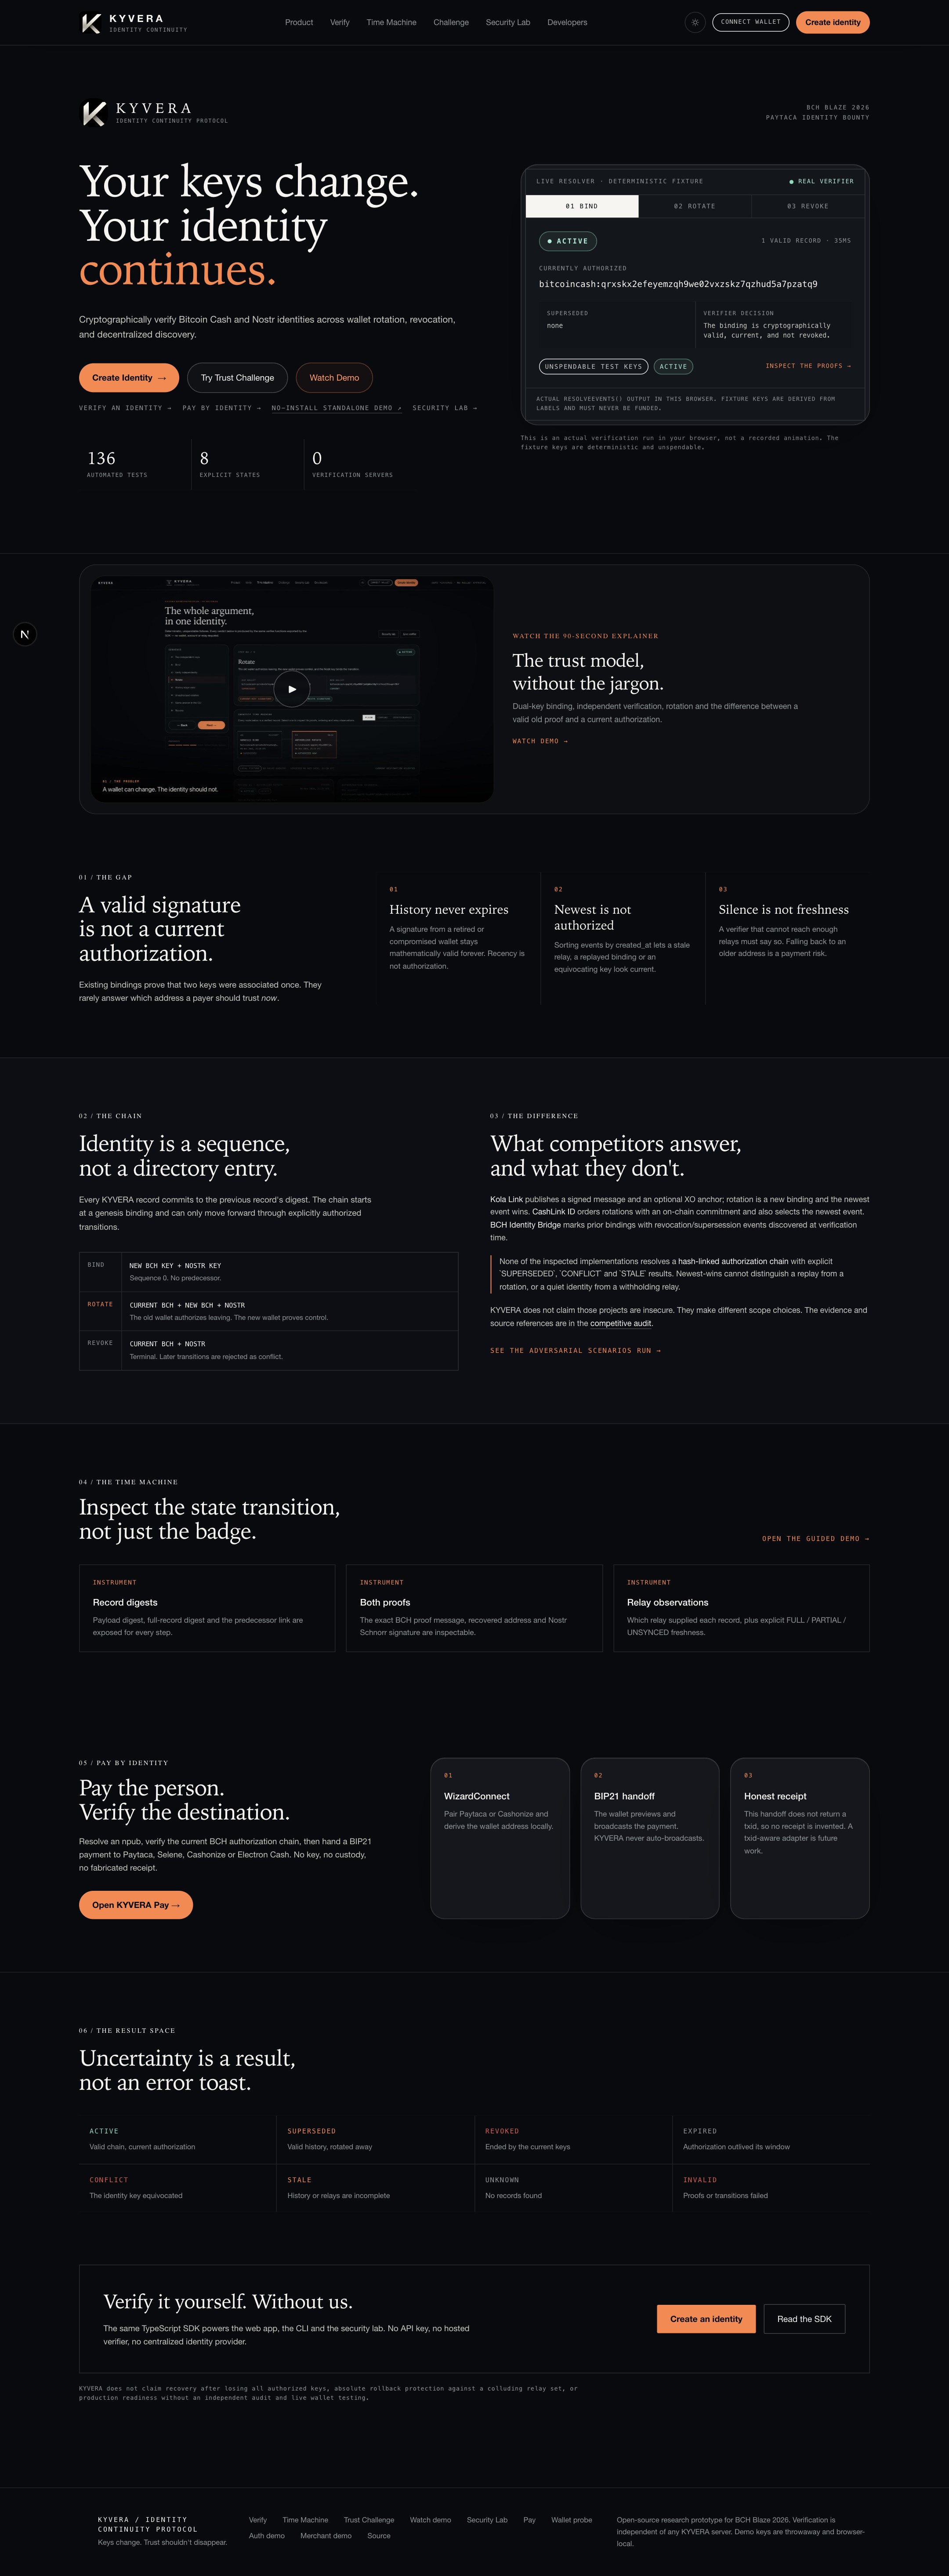 KYVERA
IDENTITY CONTINUITY
Product Verify Time Machine Challenge Security Lab Developers
CONNECT WALLET
Create identity
KYVERA
IDENTITY CONTINUITY PROTOCOL
BCH BLAZE 2026
PAYTACA IDENTITY BOUNTY
Your keys change.
Your identity
continues.
Cryptographically verify Bitcoin Cash and Nostr identities across wallet rotation, revocation,
and decentralized discovery.
Create Identity →
Try Trust Challenge
Watch Demo
VERIFY AN IDENTITY → PAY BY IDENTITY → NO-INSTALL STANDALONE DEMO ↗ SECURITY LAB →
136
AUTOMATED TESTS
8
EXPLICIT STATES
0
VERIFICATION SERVERS
LIVE RESOLVER · DETERMINISTIC FIXTURE
● REAL VERIFIER
01 BIND
02 ROTATE
03 REVOKE
● ACTIVE
1 VALID RECORD · 35MS
CURRENTLY AUTHORIZED
bitcoincash:qrxskx2efeyemzqh9we02vxzskz7qzhud5a7pzatq9
SUPERSEDED
none
VERIFIER DECISION
The binding is cryptographically
valid, current, and not revoked.
UNSPENDABLE TEST KEYS
ACTIVE
INSPECT THE PROOFS →
ACTUAL RESOLVEEVENTS() OUTPUT IN THIS BROWSER. FIXTURE KEYS ARE DERIVED FROM
LABELS AND MUST NEVER BE FUNDED.
This is an actual verification run in your browser, not a recorded animation. The
fixture keys are deterministic and unspendable.
N
KYVERA
The whole argument,
in one identity.
Rotate
A wallet can change. The identity should not.
WATCH THE 90-SECOND EXPLAINER
The trust model,
without the jargon.
Dual-key binding, independent verification, rotation and the difference between a
valid old proof and a current authorization.
WATCH DEMO →
01 / THE GAP
A valid signature
is not a current
authorization.
Existing bindings prove that two keys were associated once. They
rarely answer which address a payer should trust now.
01
History never expires
A signature from a retired or
compromised wallet stays
mathematically valid forever. Recency is
not authorization.
02
Newest is not
authorized
Sorting events by created_at lets a stale
relay, a replayed binding or an
equivocating key look current.
03
Silence is not freshness
A verifier that cannot reach enough
relays must say so. Falling back to an
older address is a payment risk.
02 / THE CHAIN
Identity is a sequence,
not a directory entry.
Every KYVERA record commits to the previous record's digest. The chain starts
at a genesis binding and can only move forward through explicitly authorized
transitions.
BIND
NEW BCH KEY + NOSTR KEY
Sequence 0. No predecessor.
ROTATE
CURRENT BCH + NEW BCH + NOSTR
The old wallet authorizes leaving. The new wallet proves control.
REVOKE
CURRENT BCH + NOSTR
Terminal. Later transitions are rejected as conflict.
03 / THE DIFFERENCE
What competitors answer,
and what they don't.
Kola Link publishes a signed message and an optional XO anchor; rotation is a new binding and the newest
event wins. CashLink ID orders rotations with an on-chain commitment and also selects the newest event.
BCH Identity Bridge marks prior bindings with revocation/supersession events discovered at verification
time.
None of the inspected implementations resolves a hash-linked authorization chain with explicit
`SUPERSEDED`, `CONFLICT` and `STALE` results. Newest-wins cannot distinguish a replay from a
rotation, or a quiet identity from a withholding relay.
KYVERA does not claim those projects are insecure. They make different scope choices. The evidence and
source references are in the competitive audit.
SEE THE ADVERSARIAL SCENARIOS RUN →
04 / THE TIME MACHINE
Inspect the state transition,
not just the badge.
OPEN THE GUIDED DEMO →
INSTRUMENT
Record digests
Payload digest, full-record digest and the predecessor link are
exposed for every step.
INSTRUMENT
Both proofs
The exact BCH proof message, recovered address and Nostr
Schnorr signature are inspectable.
INSTRUMENT
Relay observations
Which relay supplied each record, plus explicit FULL / PARTIAL /
UNSYNCED freshness.
05 / PAY BY IDENTITY
Pay the person.
Verify the destination.
Resolve an npub, verify the current BCH authorization chain, then hand a BIP21
payment to Paytaca, Selene, Cashonize or Electron Cash. No key, no custody,
no fabricated receipt.
Open KYVERA Pay →
01
WizardConnect
Pair Paytaca or Cashonize and
derive the wallet address locally.
02
BIP21 handoff
The wallet previews and
broadcasts the payment.
KYVERA never auto-broadcasts.
03
Honest receipt
This handoff does not return a
txid, so no receipt is invented. A
txid-aware adapter is future
work.
06 / THE RESULT SPACE
Uncertainty is a result,
not an error toast.
ACTIVE
Valid chain, current authorization
SUPERSEDED
Valid history, rotated away
REVOKED
Ended by the current keys
EXPIRED
Authorization outlived its window
CONFLICT
The identity key equivocated
STALE
History or relays are incomplete
UNKNOWN
No records found
INVALID
Proofs or transitions failed
Verify it yourself. Without us.
The same TypeScript SDK powers the web app, the CLI and the security lab. No API key, no hosted
verifier, no centralized identity provider.
Create an identity
Read the SDK
KYVERA does not claim recovery after losing all authorized keys, absolute rollback protection against a colluding relay set, or
production readiness without an independent audit and live wallet testing.
KYVERA / IDENTITY
CONTINUITY PROTOCOL
Keys change. Trust shouldn't disappear.
Verify Time Machine Trust Challenge Watch demo Security Lab Pay Wallet probe
Auth demo Merchant demo Source
Open-source research prototype for BCH Blaze 2026. Verification is
independent of any KYVERA server. Demo keys are throwaway and browser-
local.